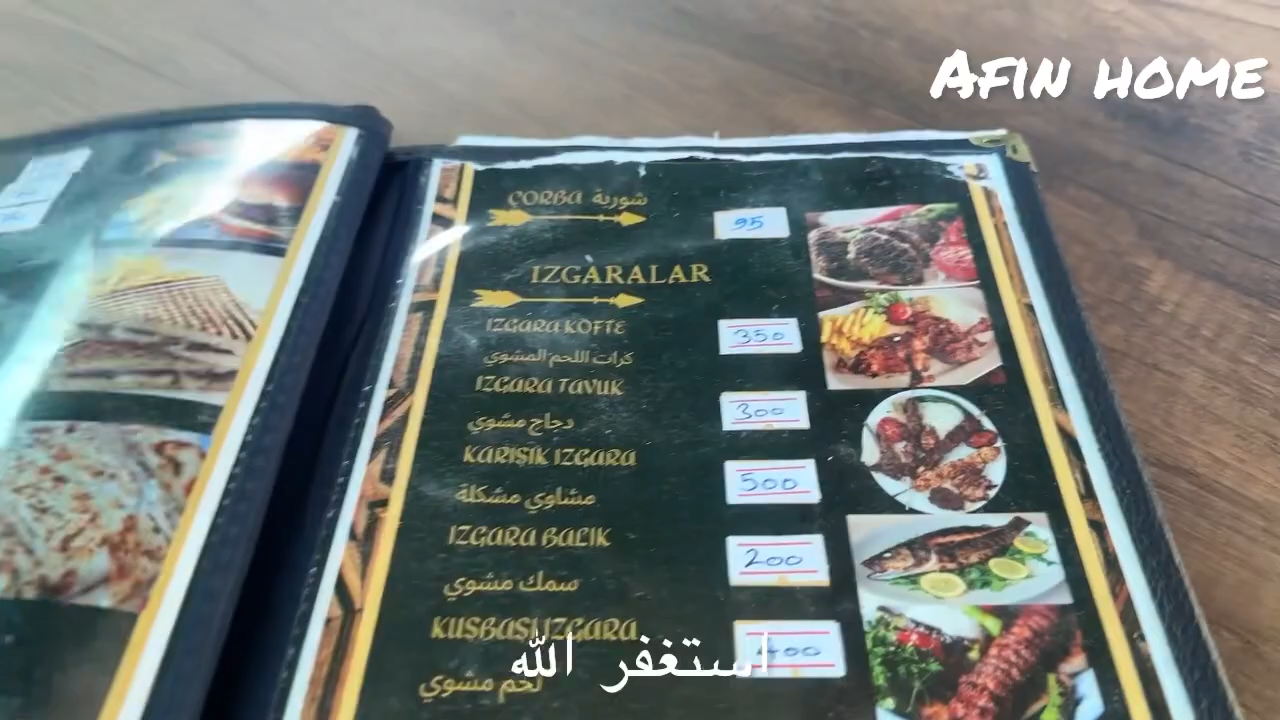 AFIN HOME
ÇORBA شوربة
95
IZGARALAR
IZGARA KÖFTE
350
كرات اللحم المشوي
IZGARA TAVUK
300
دجاج مشوي
KARIŞIK IZGARA
500
مشاوي مشكلة
IZGARA BALIK
200
سمك مشوي
KUŞBAŞI IZGARA
400
استغفر الله
لحم مشوي